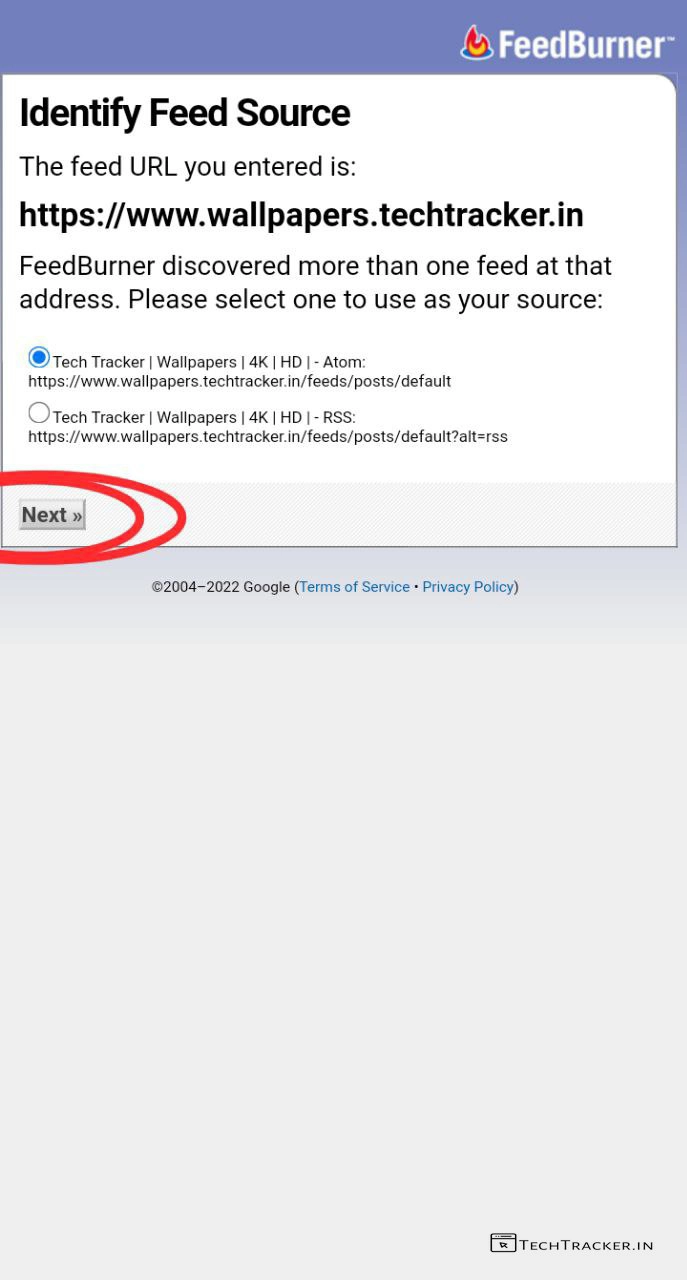 FeedBurner™
Identify Feed Source
The feed URL you entered is:
https://www.wallpapers.techtracker.in
FeedBurner discovered more than one feed at that
address. Please select one to use as your source:
Tech Tracker | Wallpapers | 4K | HD | - Atom:
https://www.wallpapers.techtracker.in/feeds/posts/default
Tech Tracker | Wallpapers | 4K | HD | - RSS:
https://www.wallpapers.techtracker.in/feeds/posts/default?alt=rss
Next »
©2004–2022 Google (Terms of Service • Privacy Policy)
TechTracker.in